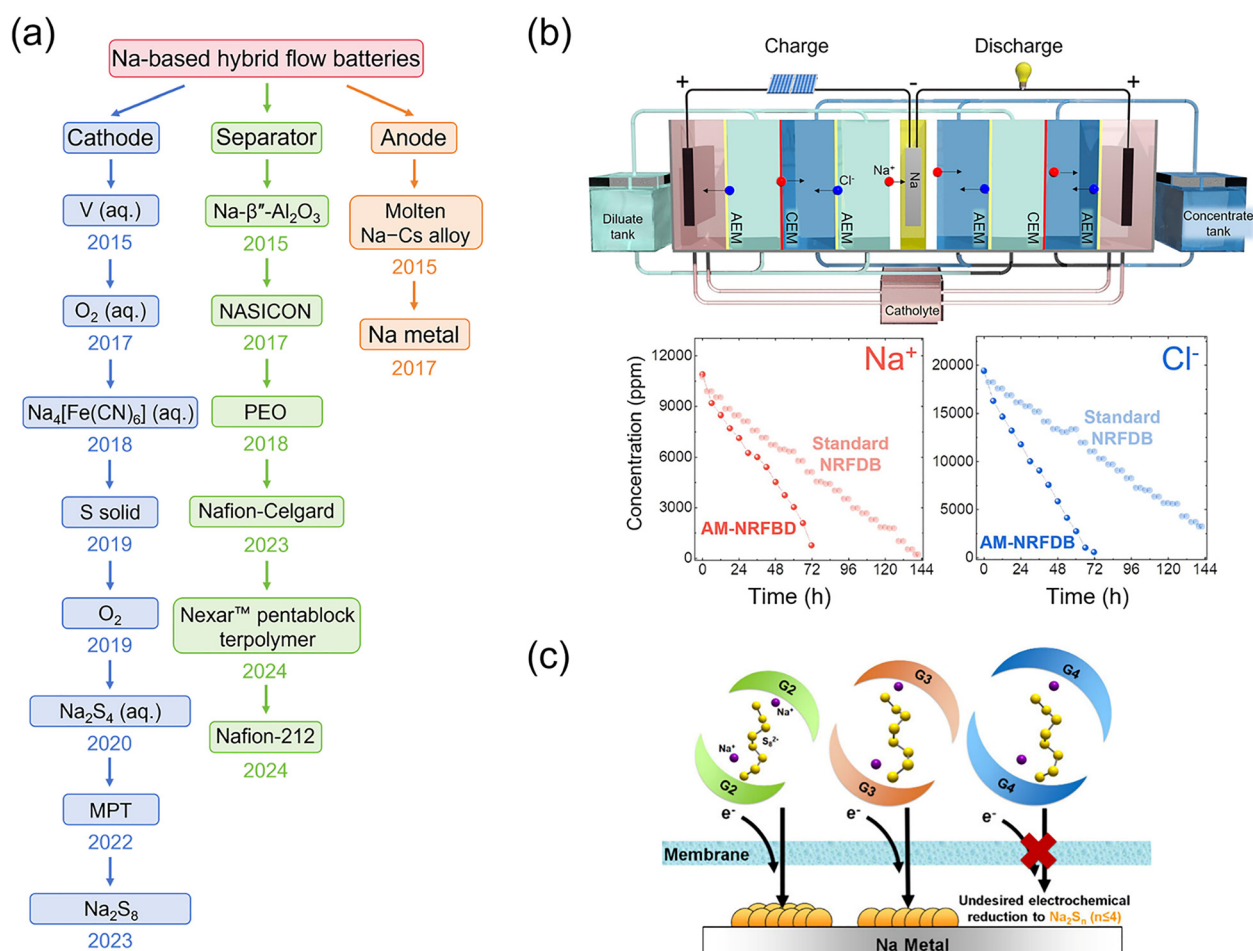 (a)
Na-based hybrid flow batteries
Cathode
V (aq.)
2015
O₂ (aq.)
2017
Na₄[Fe(CN)₆] (aq.)
2018
S solid
2019
O₂
2019
Na₂S₄ (aq.)
2020
MPT
2022
Na₂S₈
2023
Separator
Na-β″-Al₂O₃
2015
NASICON
2017
PEO
2018
Nafion-Celgard
2023
Nexar™ pentablock
terpolymer
2024
Nafion-212
2024
Anode
Molten
Na−Cs alloy
2015
Na metal
2017
(b)
Charge
Discharge
+
-
+
Diluate
tank
AEM
CEM
Cl⁻
AEM
Na⁺
Na
AEM
CEM
AEM
Concentrate
tank
Catholyte
Concentration (ppm)
12000
9000
6000
3000
0
Na⁺
Standard
NRFDB
AM-NRFBD
0 24 48 72 96 120 144
Time (h)
20000
15000
10000
5000
0
Cl⁻
Standard
NRFDB
AM-NRFDB
0 24 48 72 96 120 144
Time (h)
(c)
G2
Na⁺
S₈²⁻
Na⁺
G2
e⁻
G3
G3
e⁻
G4
G4
e⁻
Membrane
Undesired electrochemical
reduction to Na₂Sₙ (n≤4)
Na Metal